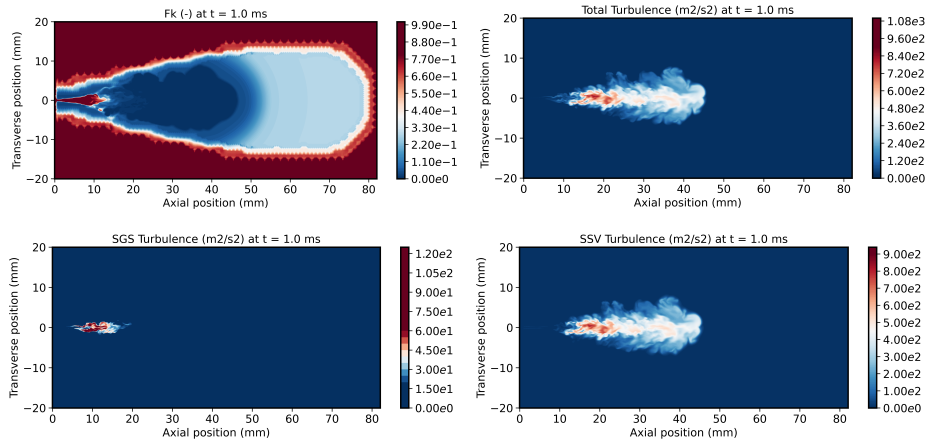 Fk (-) at t = 1.0 ms
20
10
0
−10
−20
Transverse position (mm)
0 10 20 30 40 50 60 70 80
Axial position (mm)
9.90e−1
8.80e−1
7.70e−1
6.60e−1
5.50e−1
4.40e−1
3.30e−1
2.20e−1
1.10e−1
0.00e0
Total Turbulence (m2/s2) at t = 1.0 ms
20
10
0
−10
−20
Transverse position (mm)
0 10 20 30 40 50 60 70 80
Axial position (mm)
1.08e3
9.60e2
8.40e2
7.20e2
6.00e2
4.80e2
3.60e2
2.40e2
1.20e2
0.00e0
SGS Turbulence (m2/s2) at t = 1.0 ms
20
10
0
−10
−20
Transverse position (mm)
0 10 20 30 40 50 60 70 80
Axial position (mm)
1.20e2
1.05e2
9.00e1
7.50e1
6.00e1
4.50e1
3.00e1
1.50e1
0.00e0
SSV Turbulence (m2/s2) at t = 1.0 ms
20
10
0
−10
−20
Transverse position (mm)
0 10 20 30 40 50 60 70 80
Axial position (mm)
9.00e2
8.00e2
7.00e2
6.00e2
5.00e2
4.00e2
3.00e2
2.00e2
1.00e2
0.00e0